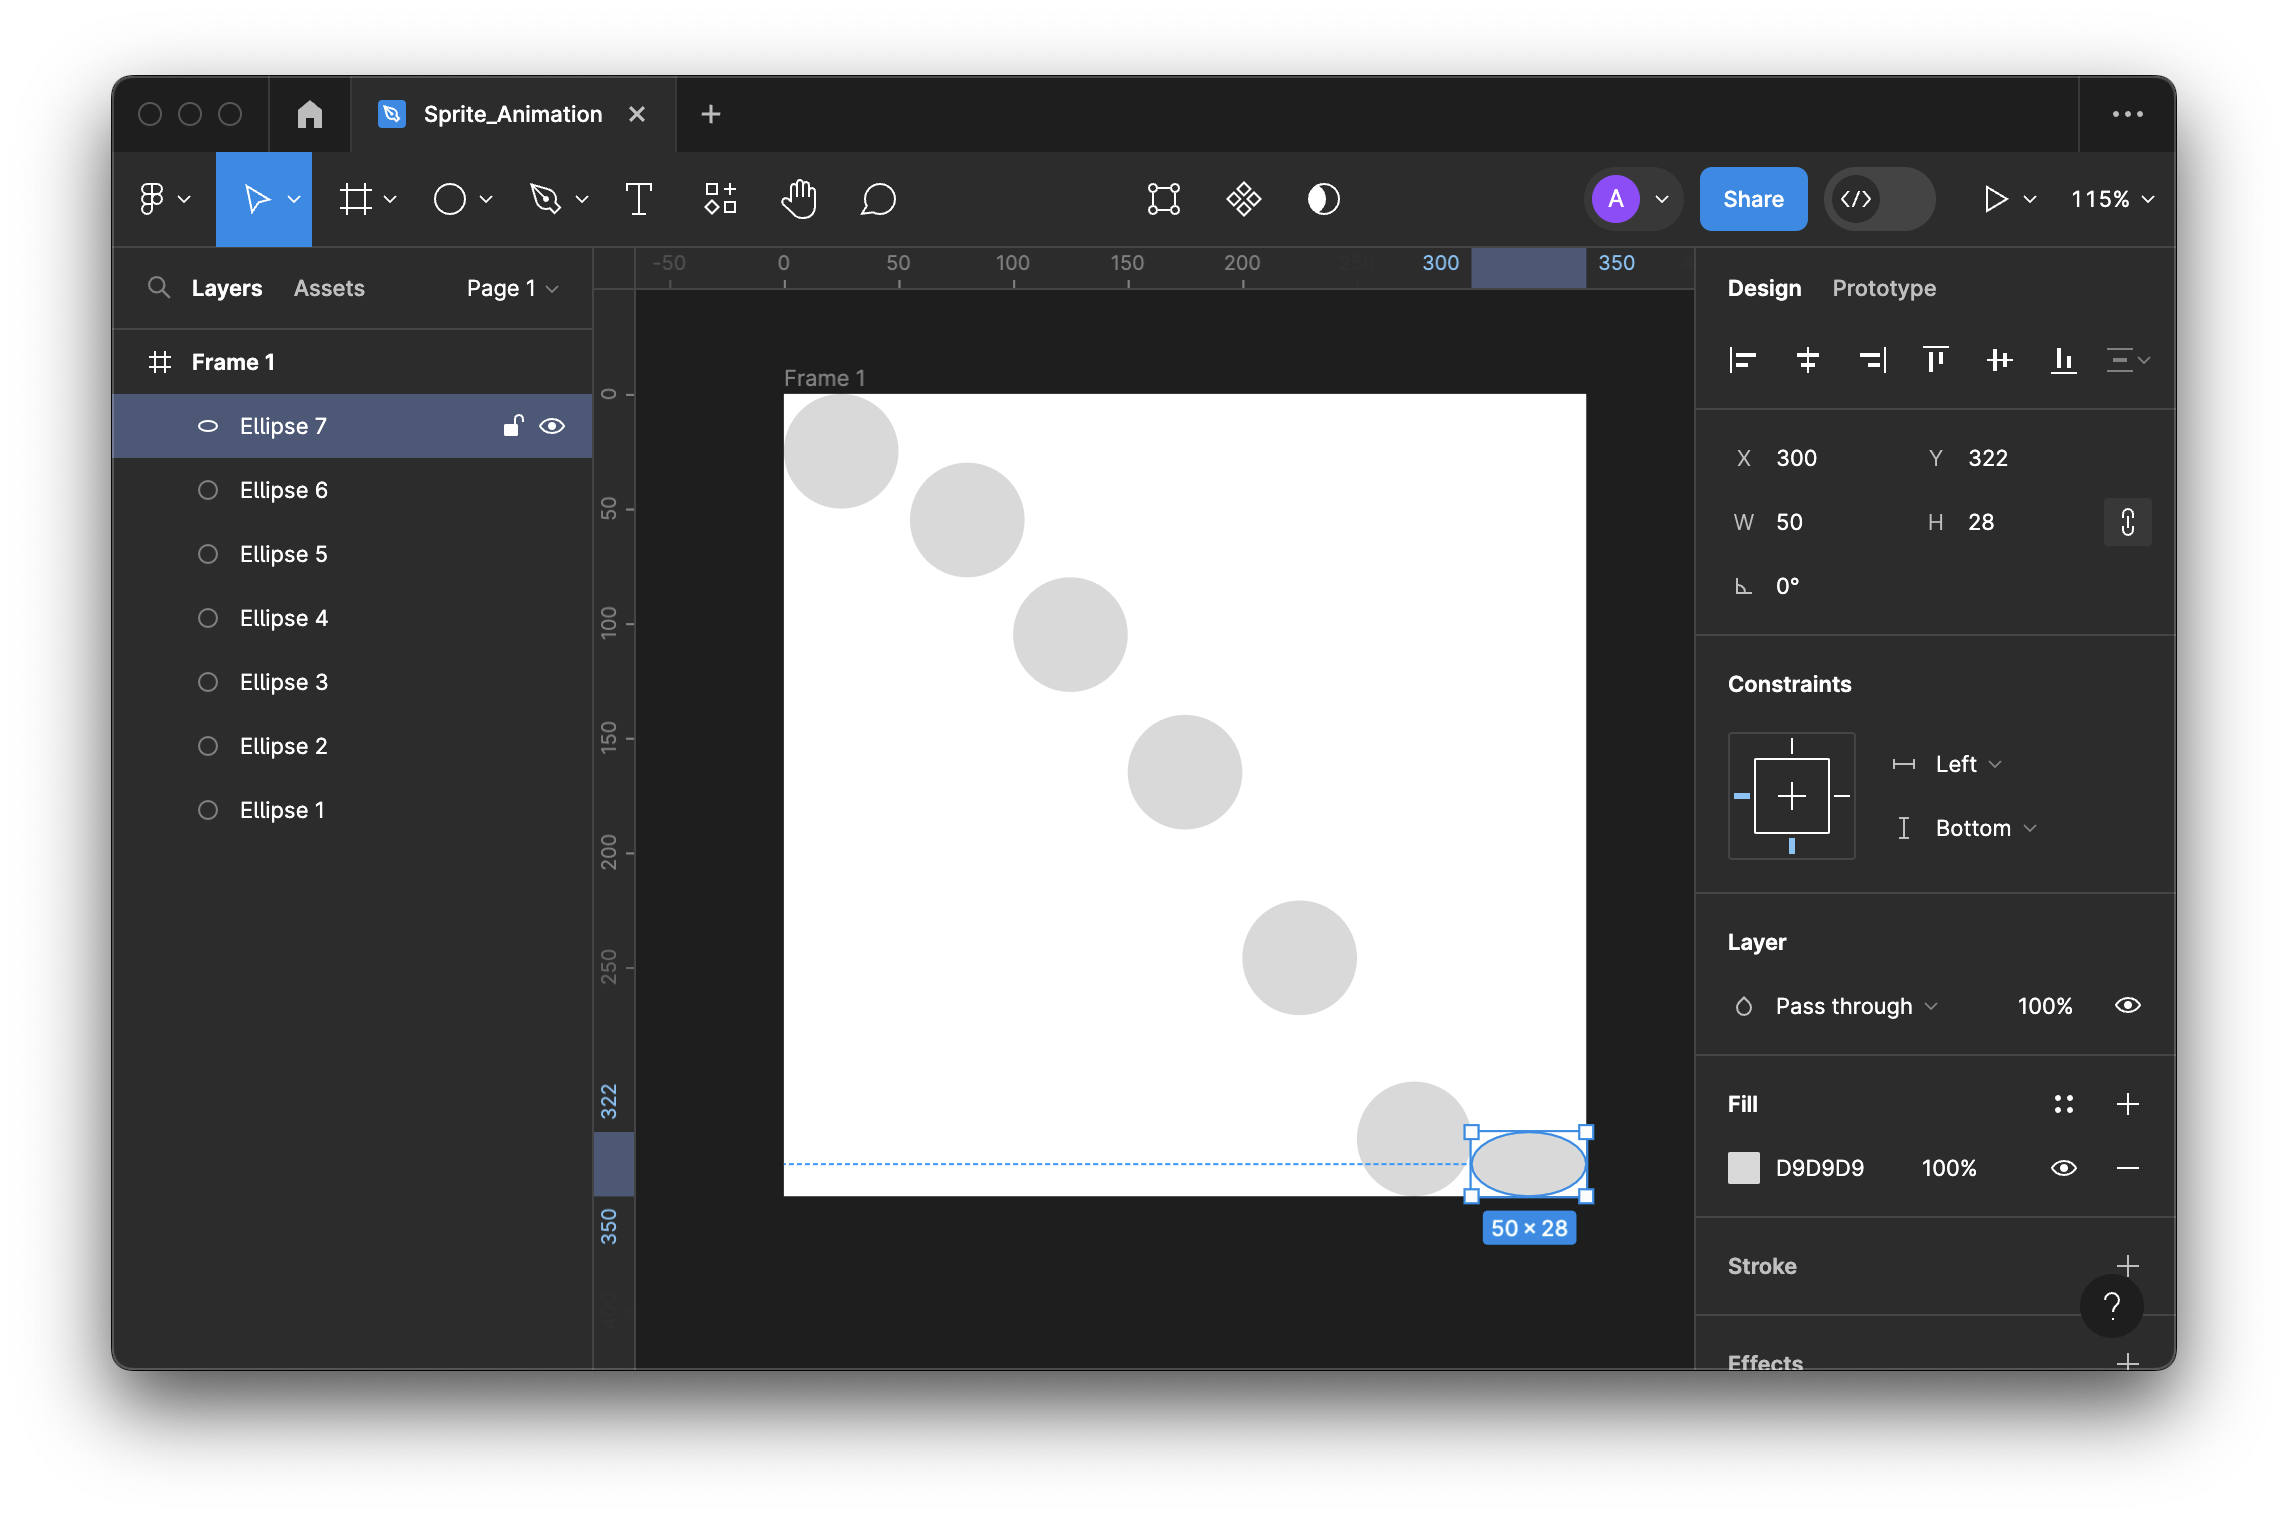 Sprite_Animation
A
Share
115%
Layers
Assets
Page 1
-50
0
50
100
150
200
300
350
Design
Prototype
Frame 1
Ellipse 7
Ellipse 6
Ellipse 5
Ellipse 4
Ellipse 3
Ellipse 2
Ellipse 1
0
50
100
150
200
250
322
350
Frame 1
50 × 28
X 300 Y 322
W 50 H 28
0°
Constraints
Left
Bottom
Layer
Pass through 100%
Fill
D9D9D9 100%
Stroke
?
Effects